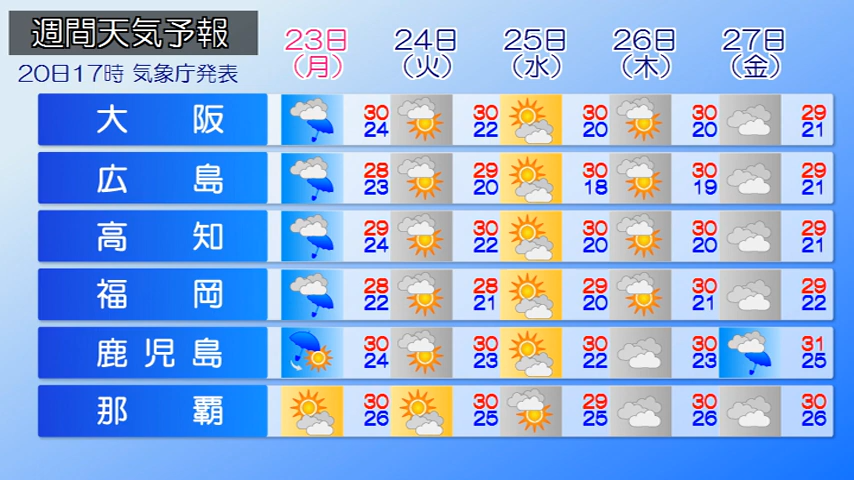 週間天気予報
20日17時 気象庁発表
23日 24日 25日 26日 27日
(月) (火) (水) (木) (金)
大阪 30 24 30 22 30 20 30 20 29 21
広島 28 23 29 20 30 18 30 19 29 21
高知 29 24 30 22 30 20 30 20 29 21
福岡 28 22 28 21 29 20 30 21 29 22
鹿児島 30 24 30 23 30 22 30 23 31 25
那覇 30 26 30 25 29 25 30 26 30 26